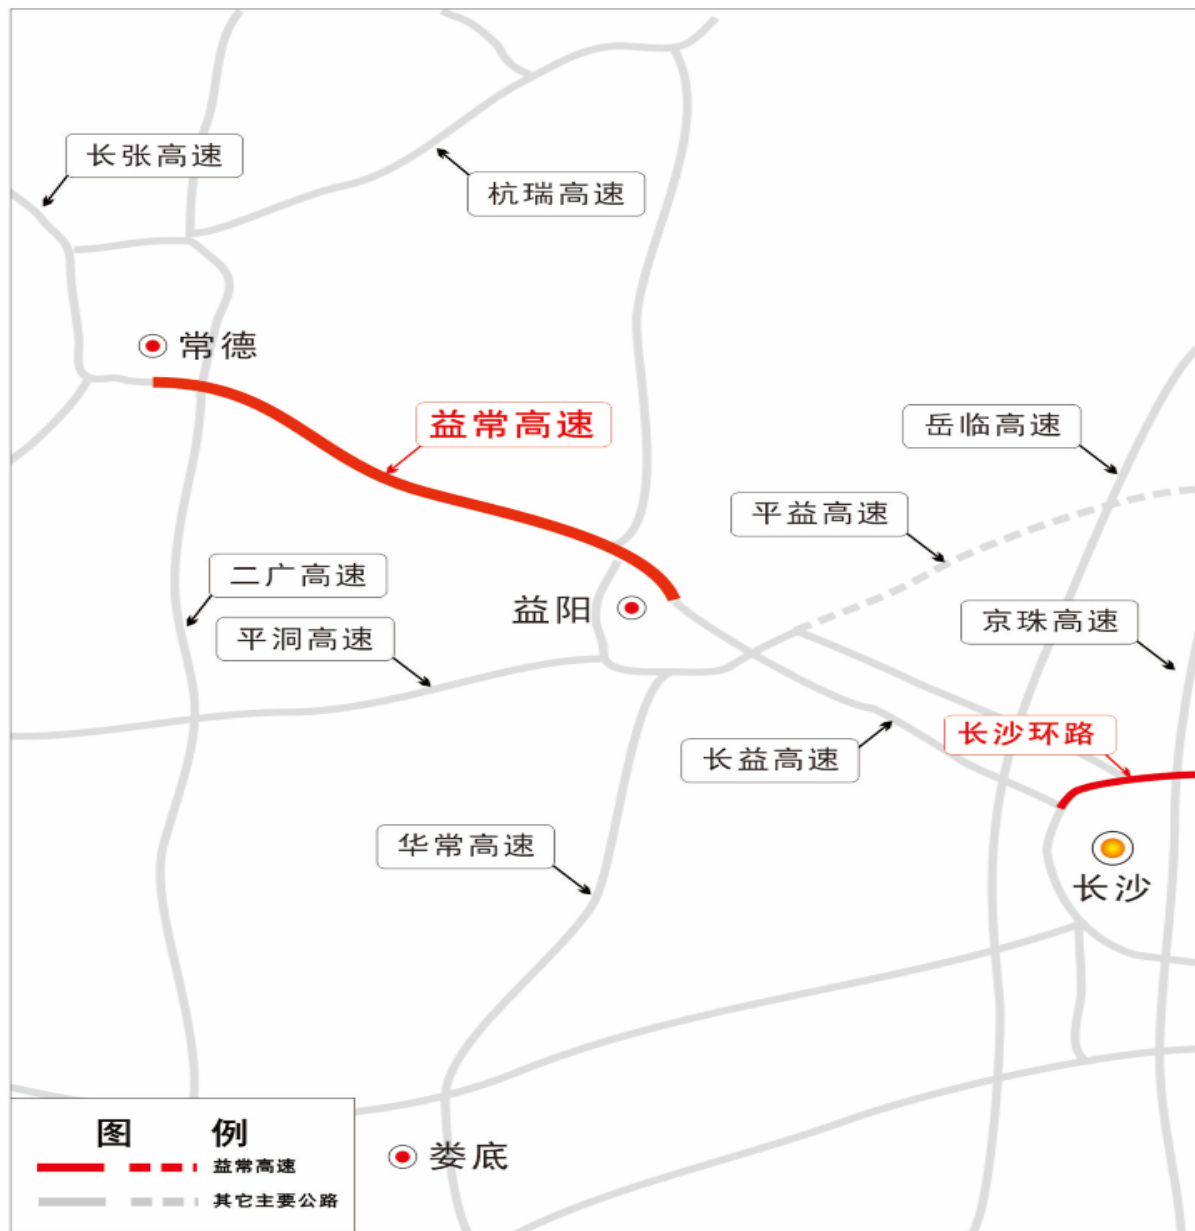 长张高速
杭瑞高速
常德
益常高速
岳临高速
平益高速
二广高速
益阳
京珠高速
平洞高速
长沙环路
长益高速
华常高速
长沙
图 例
益常高速
其它主要公路
娄底